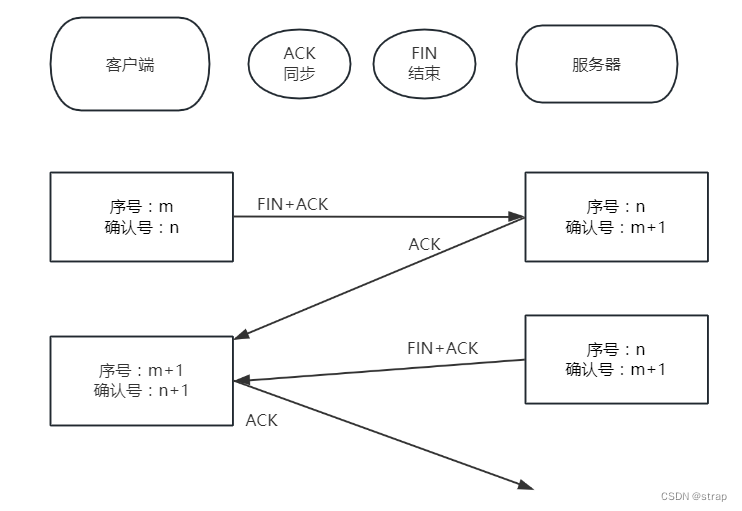 客户端
ACK
同步
FIN
结束
服务器
序号：m
确认号：n
FIN+ACK
序号：n
确认号：m+1
ACK
序号：m+1
确认号：n+1
FIN+ACK
序号：n
确认号：m+1
ACK
CSDN @strap